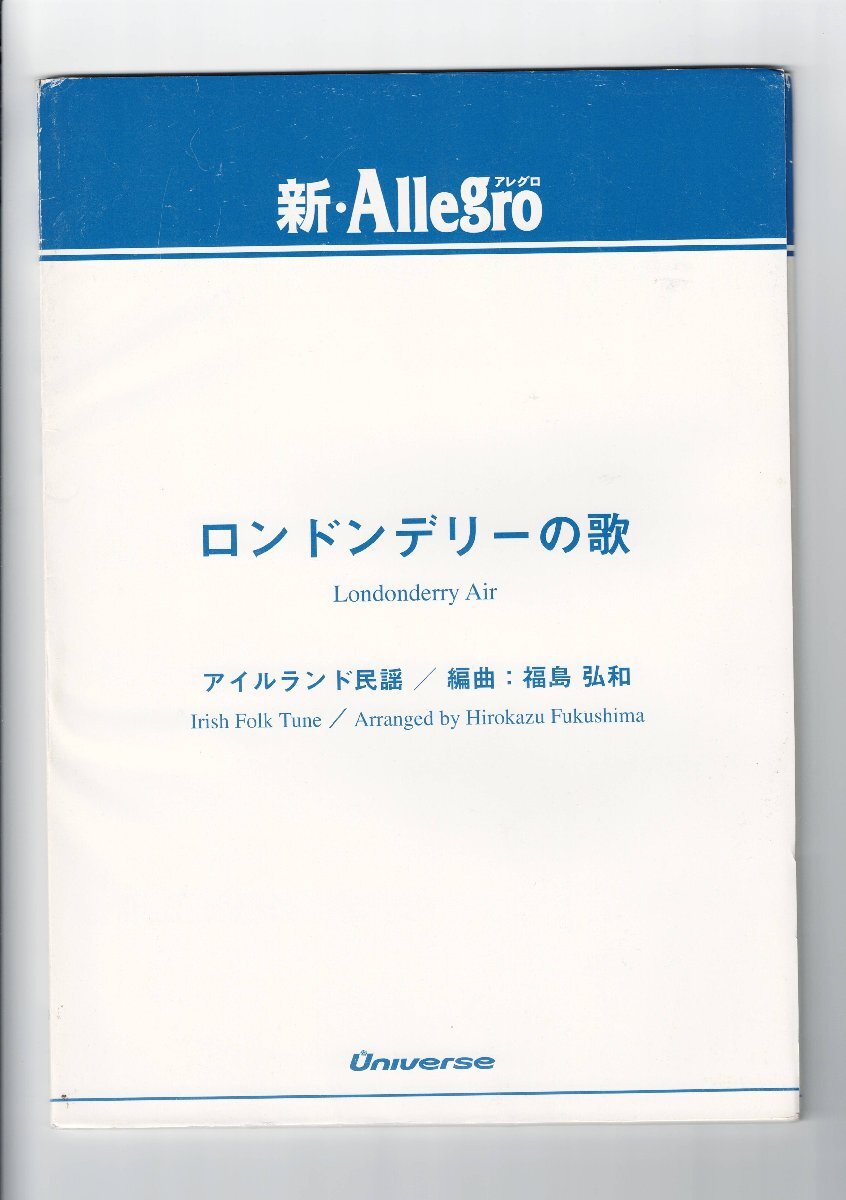 新・Allegro
アレグロ
ロンドンデリーの歌
Londonderry Air
アイルランド民謡 ／ 編曲：福島 弘和
Irish Folk Tune ／ Arranged by Hirokazu Fukushima
Universe